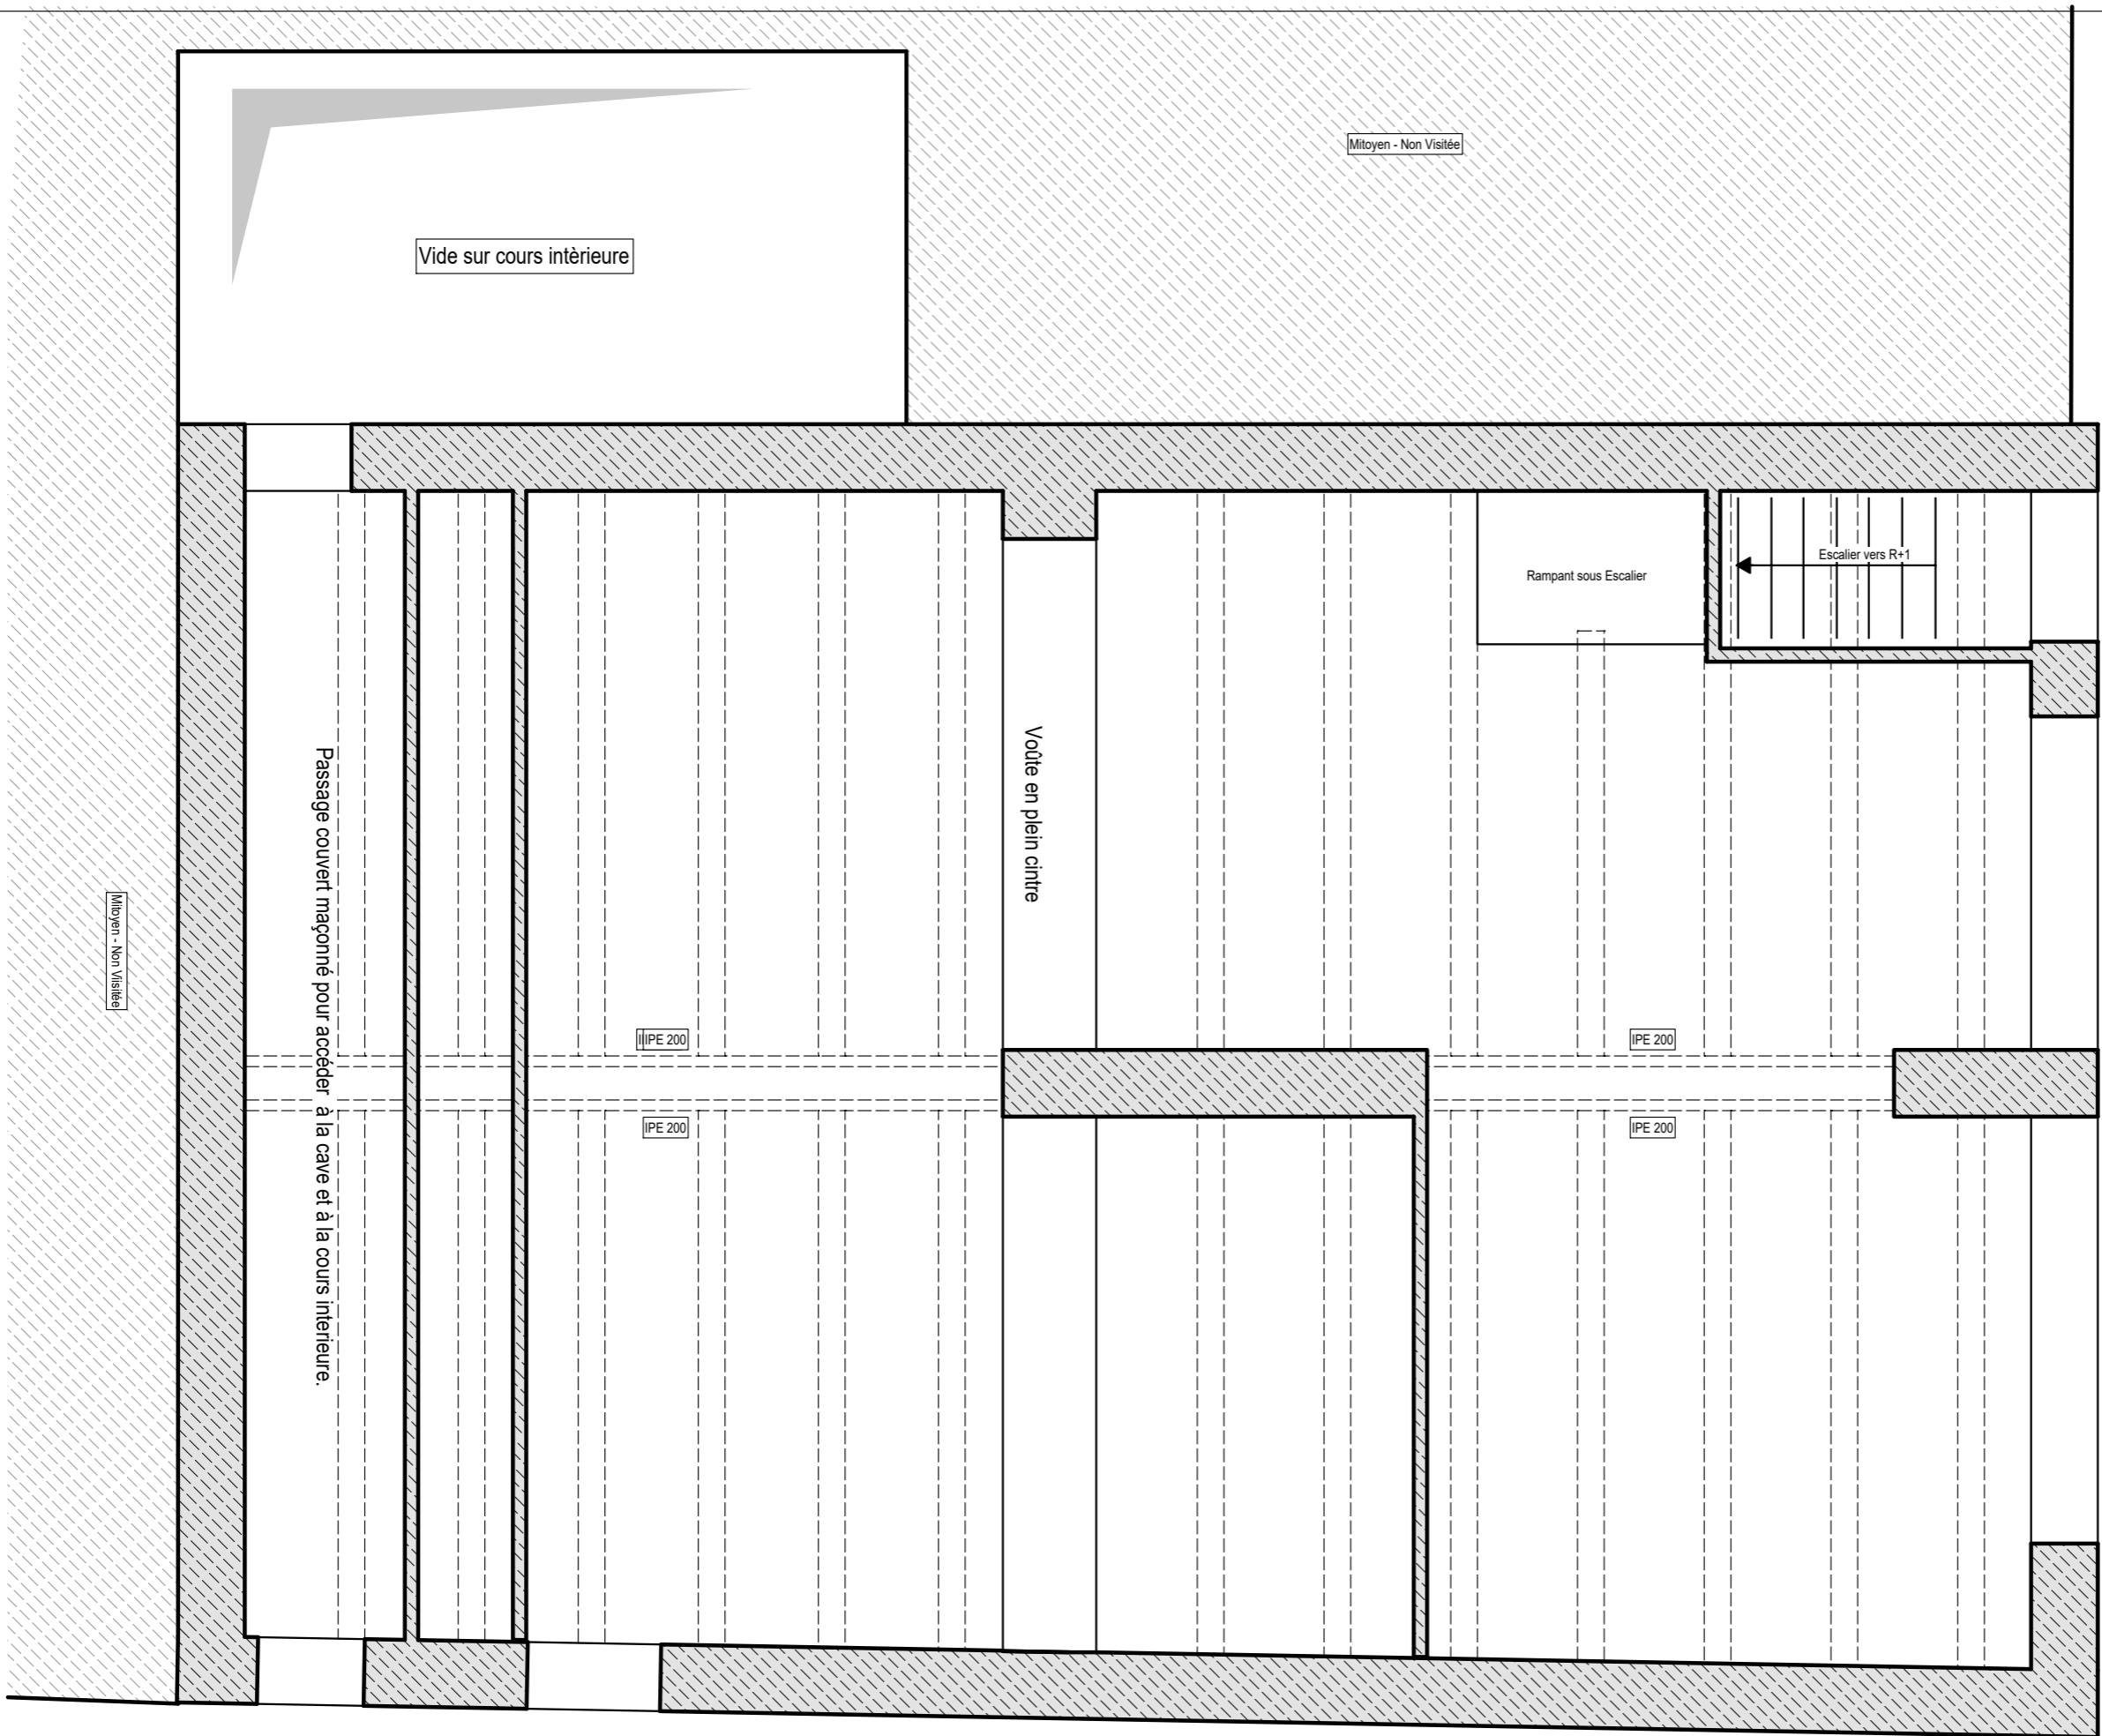 Mitoyen - Non Visitée
Vide sur cours intèrieure
Escalier vers R+1
Rampant sous Escalier
Voûte en plein cintre
Passage couvert maçonné pour accéder à la cave et à la cours interieure.
Mitoyen - Non Viisitée
IPE 200
IPE 200
IPE 200
IPE 200